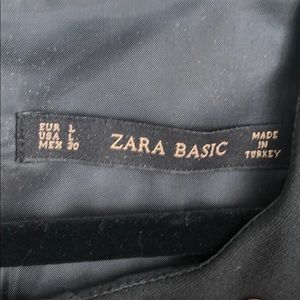 EUR L
USA L
MEX 30
ZARA BASIC
MADE
IN
TURKEY